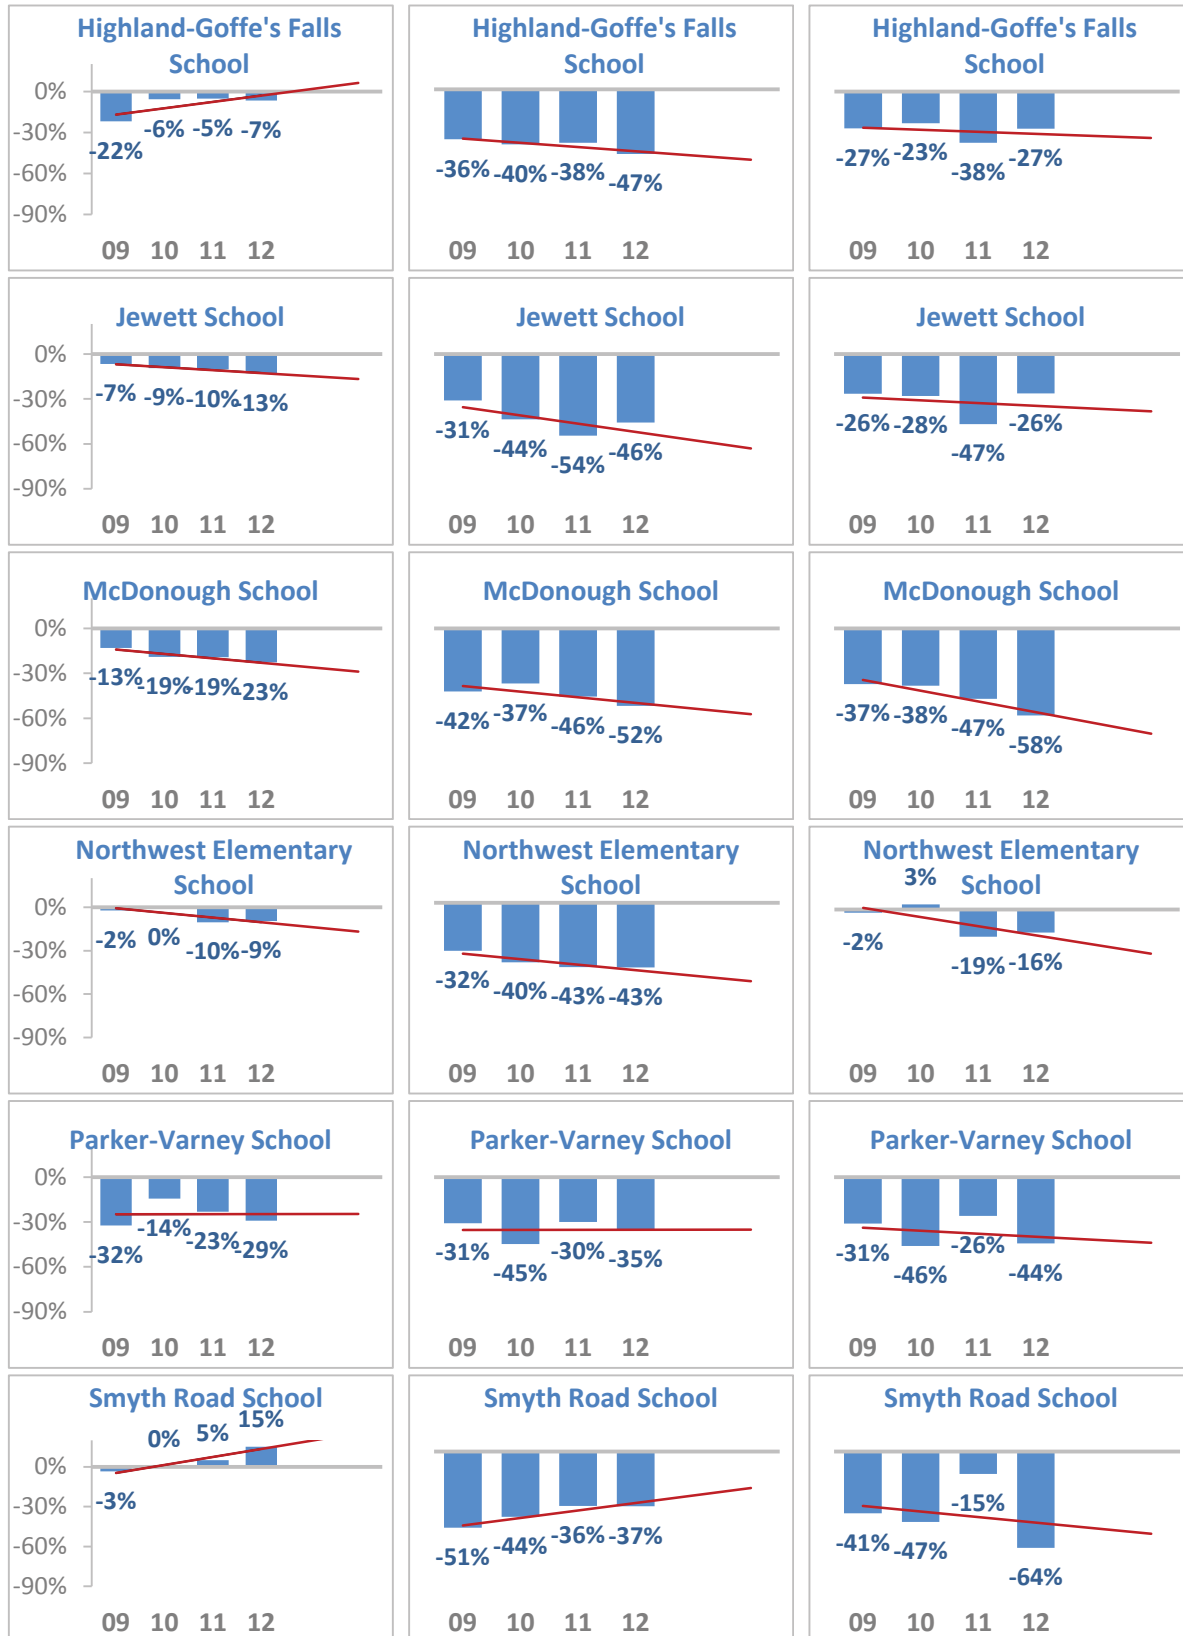 Highland-Goffe's Falls
School
0%
-30%
-60%
-90%
-22%
-6%
-5%
-7%
09 10 11 12
Highland-Goffe's Falls
School
-36%
-40%
-38%
-47%
09 10 11 12
Highland-Goffe's Falls
School
-27%
-23%
-38%
-27%
09 10 11 12
Jewett School
0%
-30%
-60%
-90%
-7%
-9%
-10%
-13%
09 10 11 12
Jewett School
-31%
-44%
-54%
-46%
09 10 11 12
Jewett School
-26%
-28%
-47%
-26%
09 10 11 12
McDonough School
0%
-30%
-60%
-90%
-13%
-19%
-19%
-23%
09 10 11 12
McDonough School
-42%
-37%
-46%
-52%
09 10 11 12
McDonough School
-37%
-38%
-47%
-58%
09 10 11 12
Northwest Elementary
School
0%
-30%
-60%
-90%
-2%
0%
-10%
-9%
09 10 11 12
Northwest Elementary
School
-32%
-40%
-43%
-43%
09 10 11 12
Northwest Elementary
School
-2%
3%
-19%
-16%
09 10 11 12
Parker-Varney School
0%
-30%
-60%
-90%
-32%
-14%
-23%
-29%
09 10 11 12
Parker-Varney School
-31%
-45%
-30%
-35%
09 10 11 12
Parker-Varney School
-31%
-46%
-26%
-44%
09 10 11 12
Smyth Road School
0%
-30%
-60%
-90%
-3%
0%
5%
15%
09 10 11 12
Smyth Road School
-51%
-44%
-36%
-37%
09 10 11 12
Smyth Road School
-41%
-47%
-15%
-64%
09 10 11 12